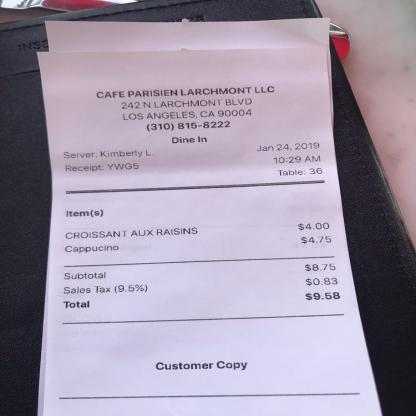 CAFE PARISIEN LARCHMONT LLC
242 N LARCHMONT BLVD
LOS ANGELES, CA 90004
(310) 815-8222
Dine In
Server: Kimberly L. Jan 24, 2019
Receipt: YWG5 10:29 AM
Table: 36
Item(s)
CROISSANT AUX RAISINS $4.00
Cappucino $4.75
Subtotal $8.75
Sales Tax (9.5%) $0.83
Total $9.58
Customer Copy